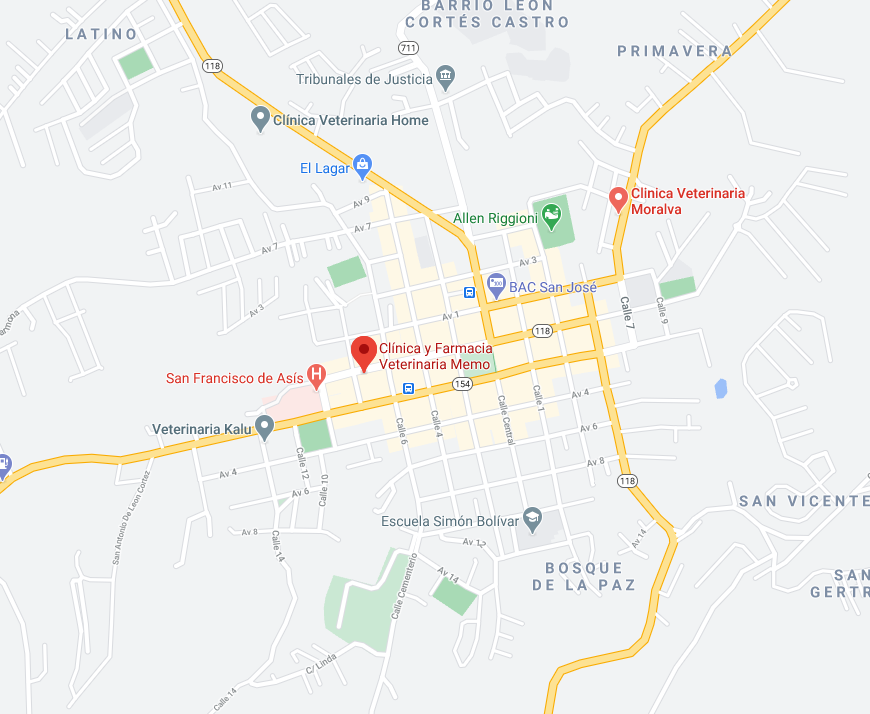 BARRIO LEÓN
CORTÉS CASTRO
LATINO
711
PRIMAVERA
118
Tribunales de Justicia
Clínica Veterinaria Home
El Lagar
Av 11
Av 9
Clinica Veterinaria
Moralva
Allen Riggioni
Av 7
Av 7
Av 3
BAC San José
Calle 7
Calle 9
Av 3
Av 1
118
Clínica y Farmacia
Veterinaria Memo
San Francisco de Asís
154
Calle 6
Calle 4
Calle Central
Calle 1
Av 4
Veterinaria Kalu
Av 6
Calle 12
Calle 10
Av 4
Av 8
118
San Antonio De Leon Cortez
Av 6
SAN VICENTE
Escuela Simón Bolívar
Av 8
Calle 14
Av 12
Av 14
Calle Cementerio
Av 14
BOSQUE
DE LA PAZ
SAN
GERTR
C/ Linda
Calle 14